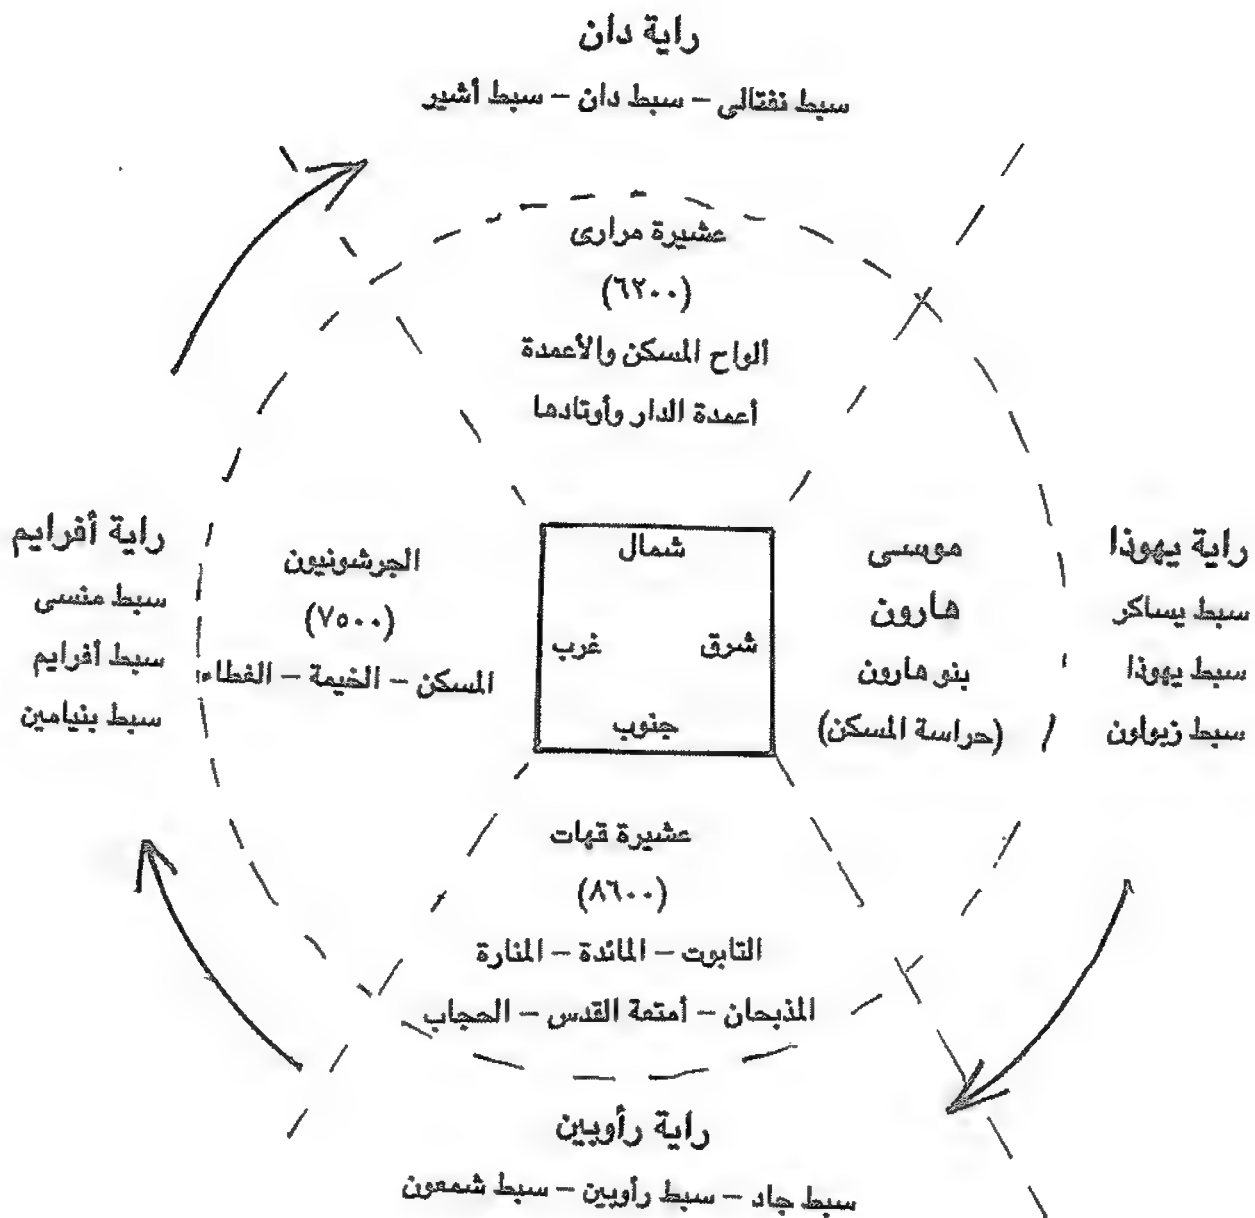 راية دان
سبط نفتالى – سبط دان – سبط أشير
عشيرة مرارى
(٦٢٠٠)
ألواح المسكن والأعمدة
أعمدة الدار وأوتادها
راية يهوذا
سبط يساكر
سبط يهوذا
سبط زبولون
موسى
هارون
بنو هارون
(حراسة المسكن)
شمال
شرق
غرب
جنوب
الجرشونيون
(٧٥٠٠)
المسكن – الخيمة – الغطاء
راية أفرايم
سبط منسى
سبط أفرايم
سبط بنيامين
عشيرة قهات
(٨٦٠٠)
التابوت – المائدة – المنارة
المذبحان – أمتعة القدس – الحجاب
راية رأوبين
سبط جاد – سبط رأوبين – سبط شمعون